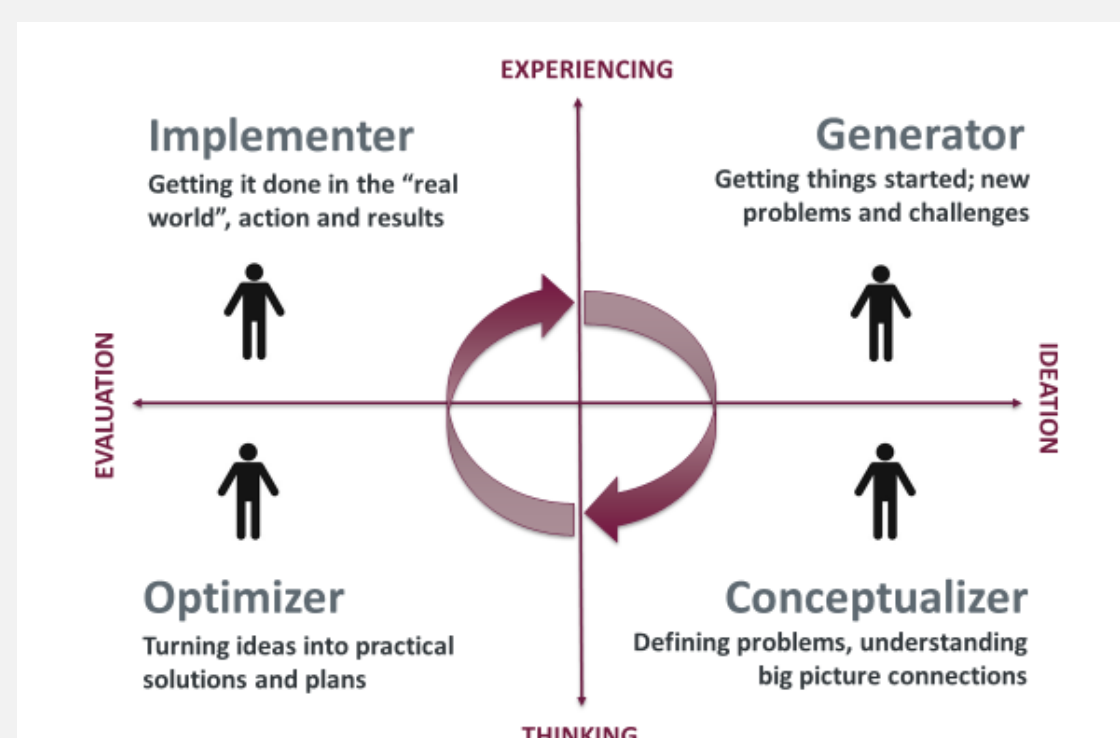 EXPERIENCING
Implementer
Getting it done in the “real
world”, action and results
Generator
Getting things started; new
problems and challenges
EVALUATION
IDEATION
Optimizer
Turning ideas into practical
solutions and plans
Conceptualizer
Defining problems, understanding
big picture connections
THINKING